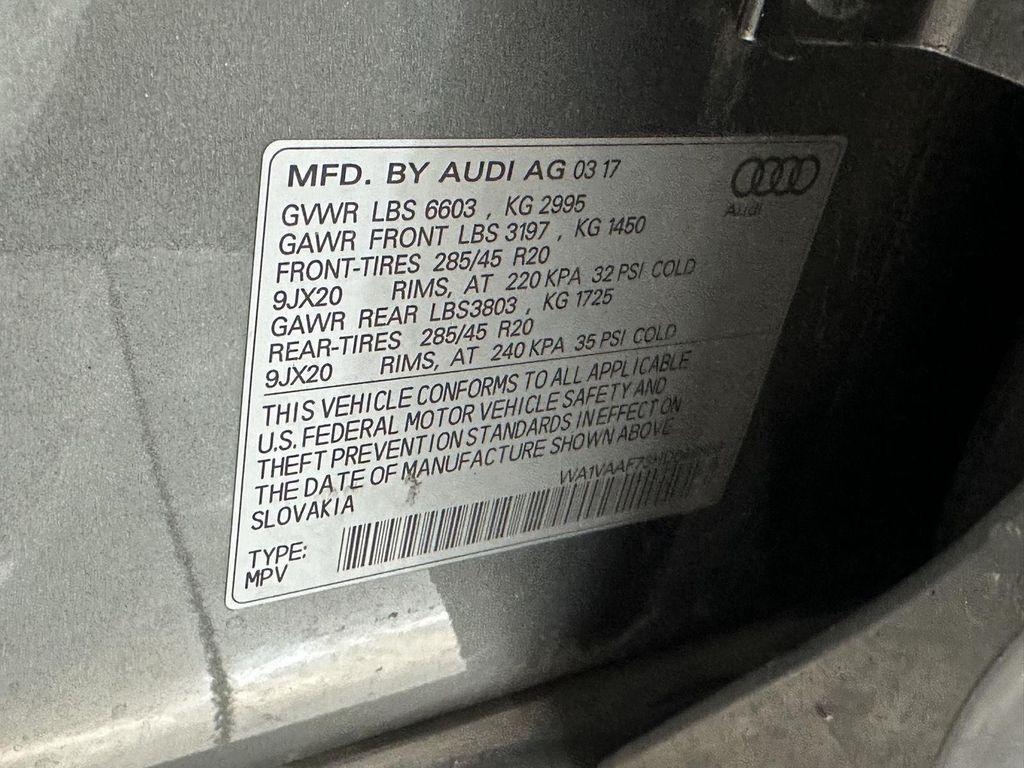 MFD. BY AUDI AG 03 17
Audi
GVWR LBS 6603 , KG 2995
GAWR FRONT LBS 3197 , KG 1450
FRONT-TIRES 285/45 R20
9JX20 RIMS, AT 220 KPA 32 PSI COLD
GAWR REAR LBS3803 , KG 1725
REAR-TIRES 285/45 R20
9JX20 RIMS, AT 240 KPA 35 PSI COLD
THIS VEHICLE CONFORMS TO ALL APPLICABLE
U.S. FEDERAL MOTOR VEHICLE SAFETY AND
THEFT PREVENTION STANDARDS IN EFFECT ON
THE DATE OF MANUFACTURE SHOWN ABOVE
SLOVAKIA
TYPE:
MPV